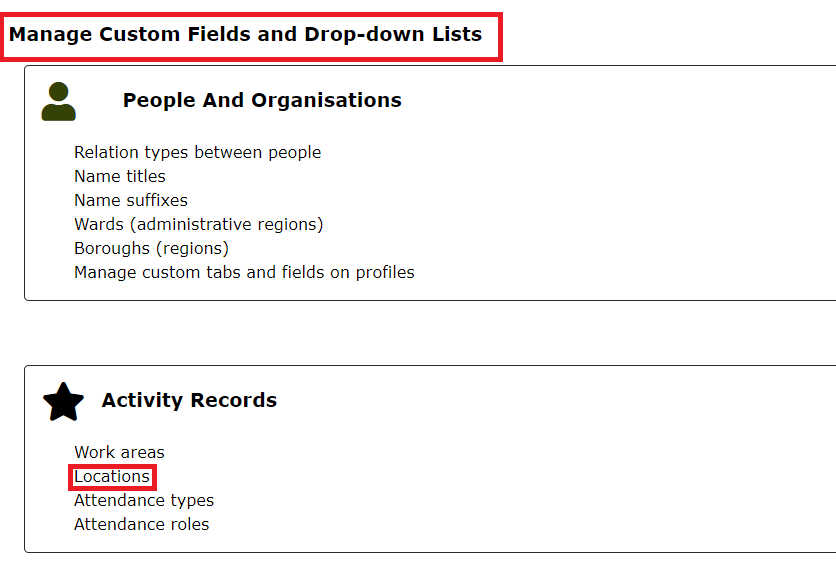 Manage Custom Fields and Drop-down Lists
People And Organisations
Relation types between people
Name titles
Name suffixes
Wards (administrative regions)
Boroughs (regions)
Manage custom tabs and fields on profiles
Activity Records
Work areas
Locations
Attendance types
Attendance roles